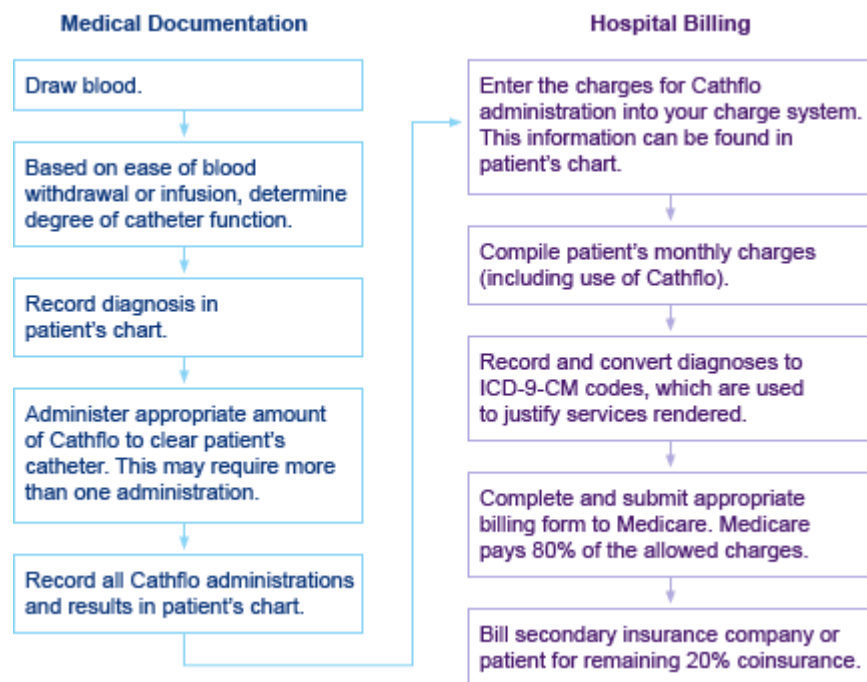 Medical Documentation
Draw blood.
Based on ease of blood
withdrawal or infusion, determine
degree of catheter function.
Record diagnosis in
patient's chart.
Administer appropriate amount
of Cathflo to clear patient's
catheter. This may require more
than one administration.
Record all Cathflo administrations
and results in patient's chart.
Hospital Billing
Enter the charges for Cathflo
administration into your charge system.
This information can be found in
patient's chart.
Compile patient's monthly charges
(including use of Cathflo).
Record and convert diagnoses to
ICD-9-CM codes, which are used
to justify services rendered.
Complete and submit appropriate
billing form to Medicare. Medicare
pays 80% of the allowed charges.
Bill secondary insurance company or
patient for remaining 20% coinsurance.